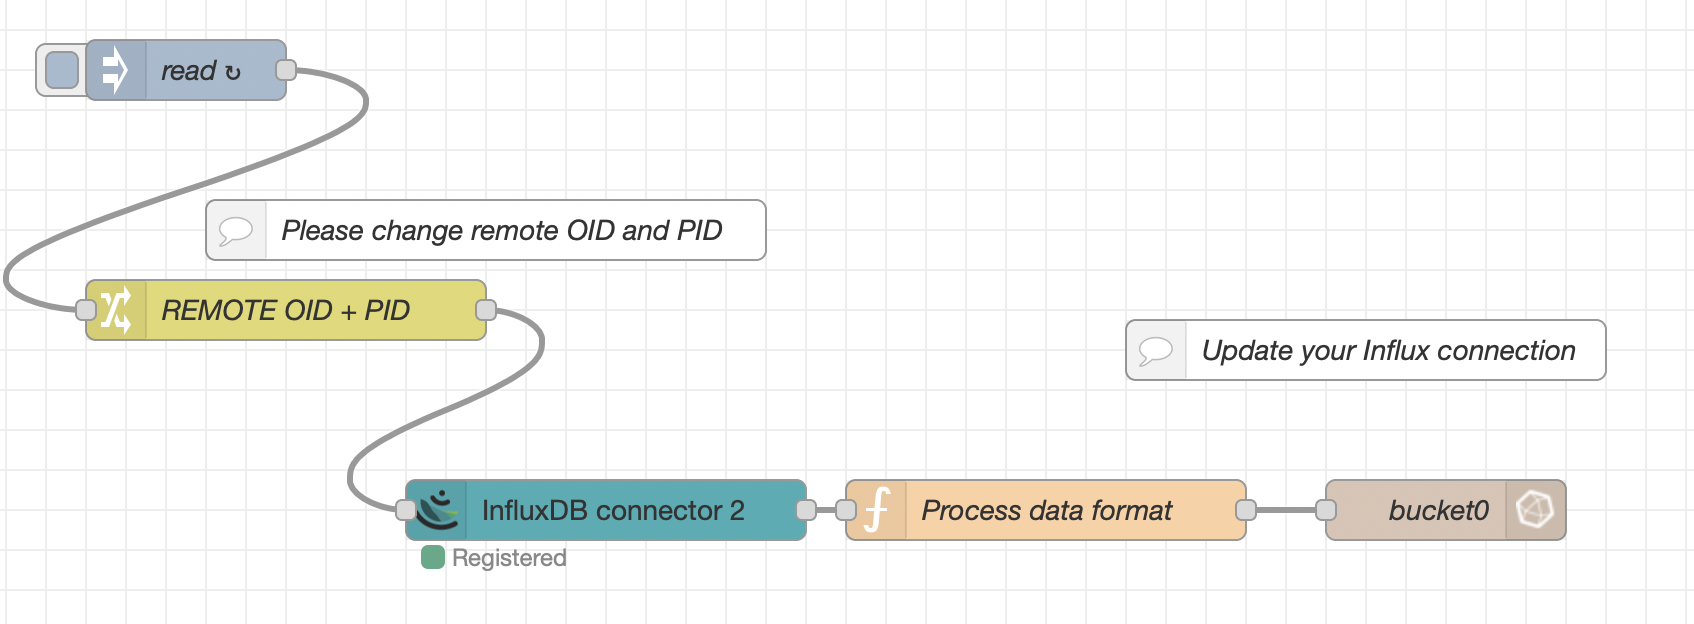 read ↻
Please change remote OID and PID
REMOTE OID + PID
Update your Influx connection
InfluxDB connector 2
Process data format
bucket0
Registered